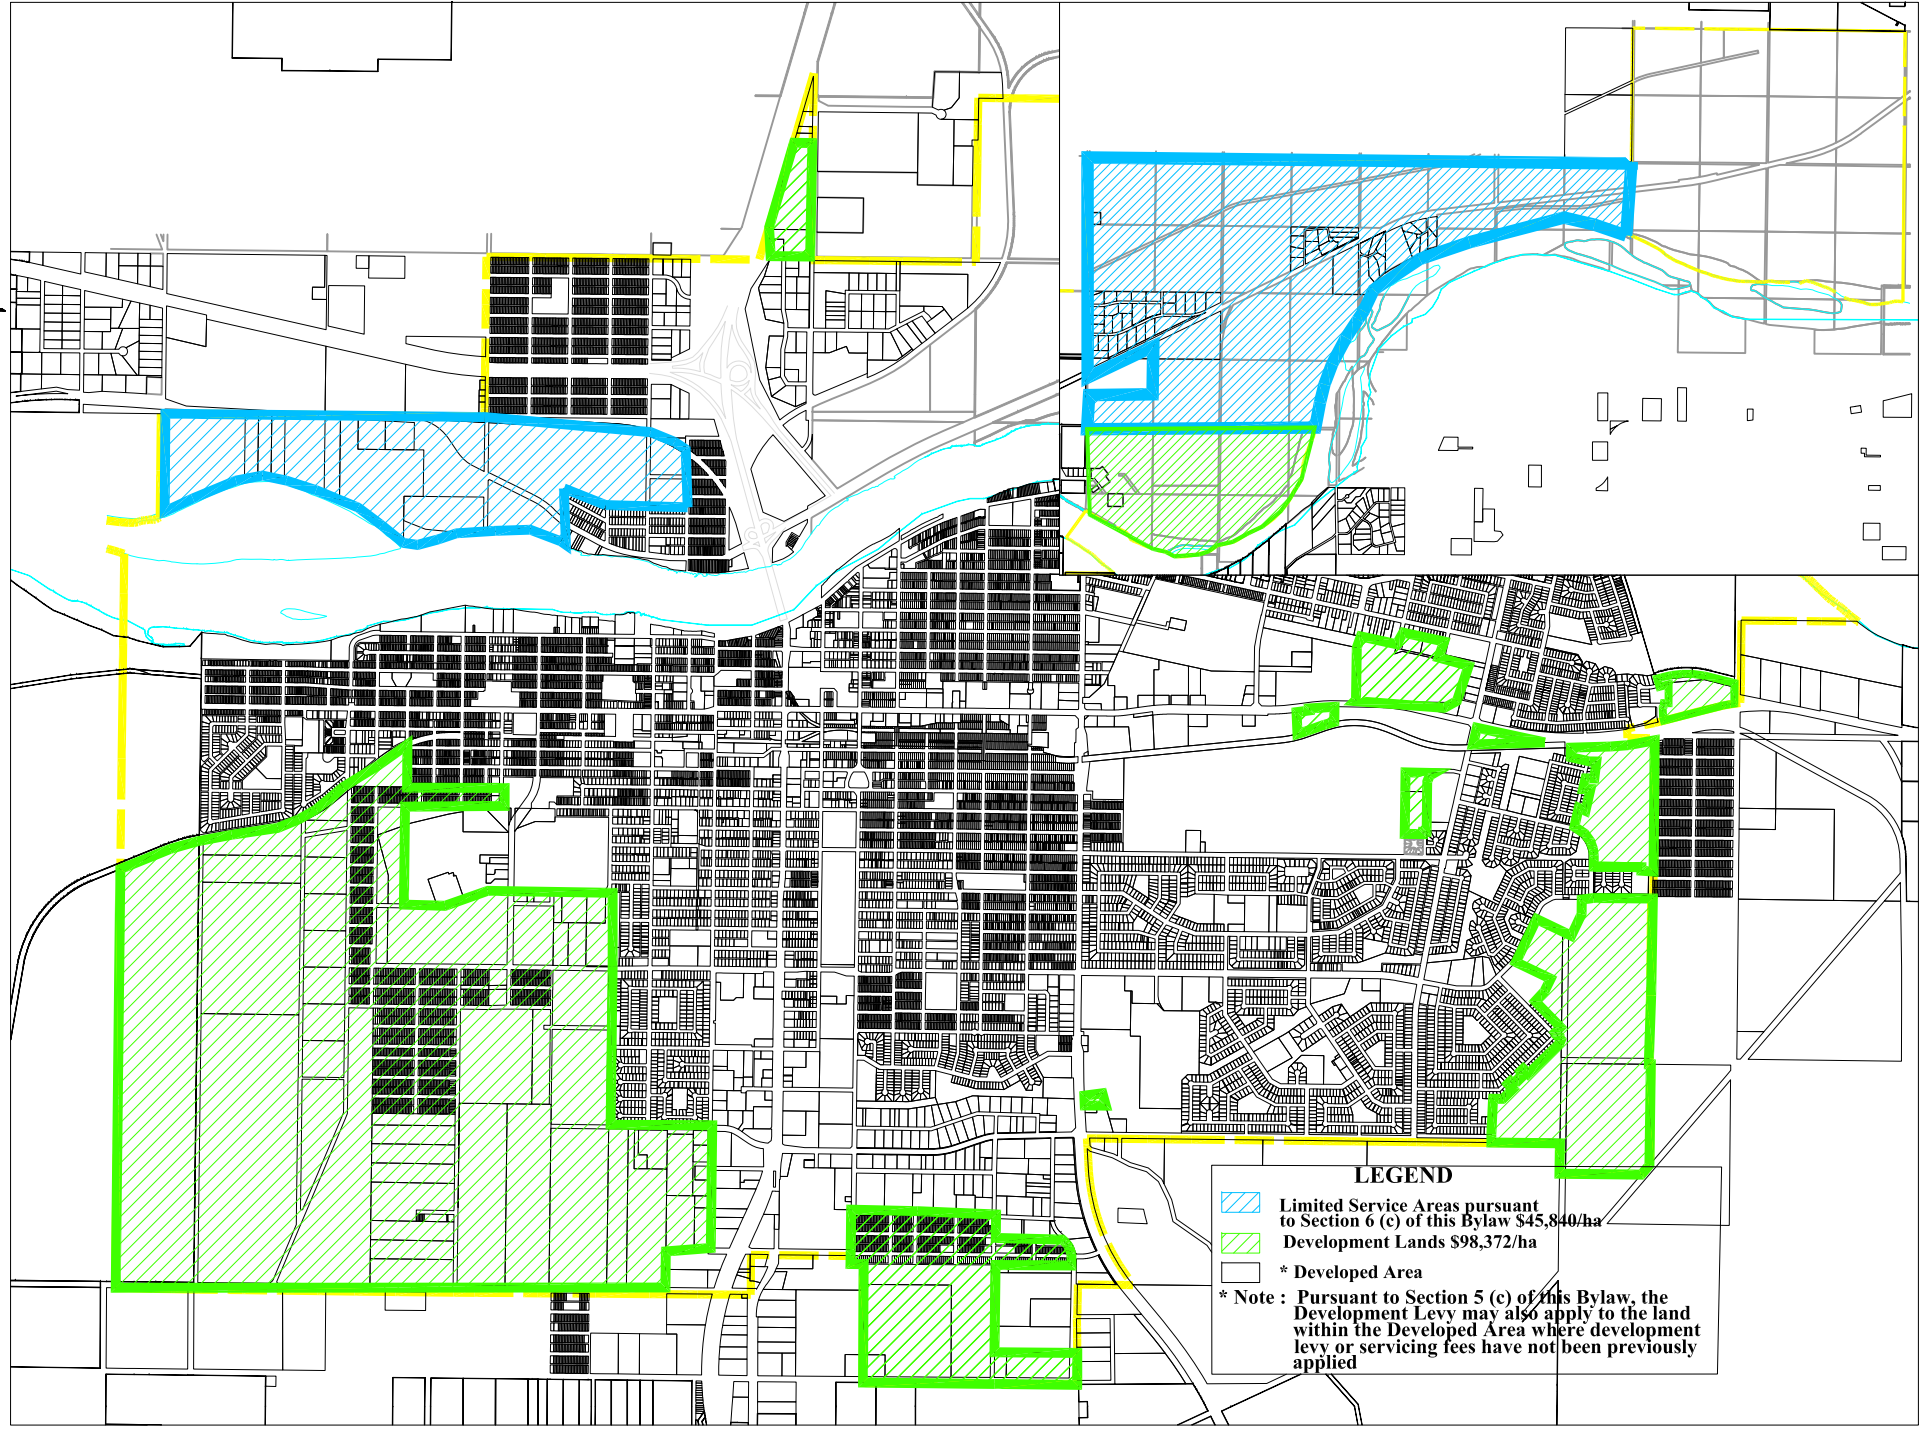 LEGEND
Limited Service Areas pursuant
to Section 6 (c) of this Bylaw $45,840/ha
Development Lands $98,372/ha
* Developed Area
* Note : Pursuant to Section 5 (c) of this Bylaw, the
Development Levy may also apply to the land
within the Developed Area where development
levy or servicing fees have not been previously
applied